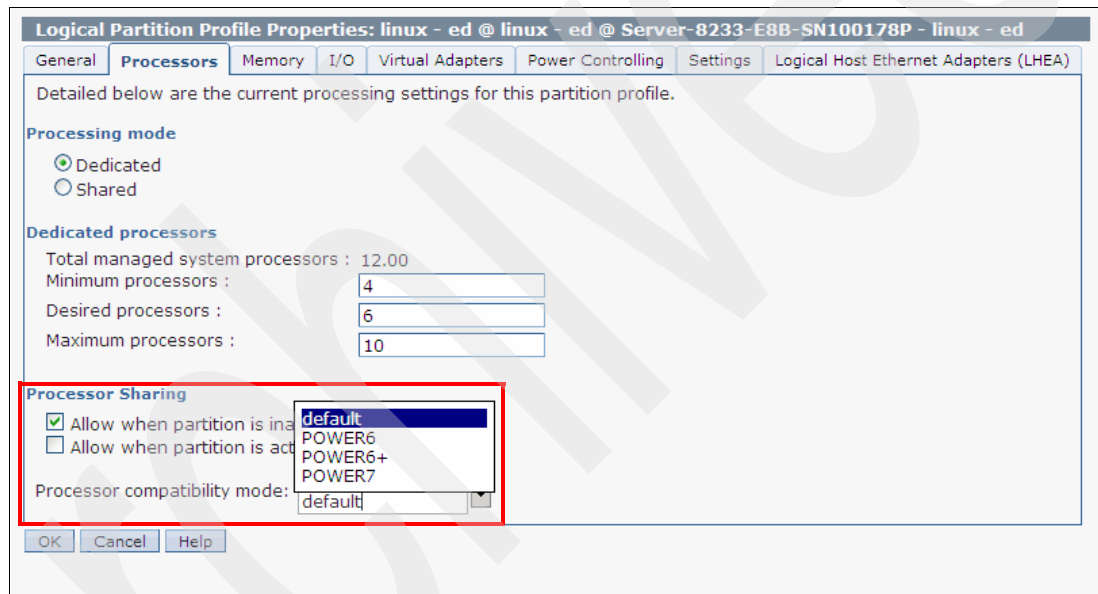 Logical Partition Profile Properties: linux - ed @ linux - ed @ Server-8233-E8B-SN100178P - linux - ed
General Processors Memory I/O Virtual Adapters Power Controlling Settings Logical Host Ethernet Adapters (LHEA)
Detailed below are the current processing settings for this partition profile.
Processing mode
Dedicated
Shared
Dedicated processors
Total managed system processors : 12.00
Minimum processors : 4
Desired processors : 6
Maximum processors : 10
Processor Sharing
Allow when partition is ina
Allow when partition is act
default
POWER6
POWER6+
POWER7
Processor compatibility mode: default
OK Cancel Help